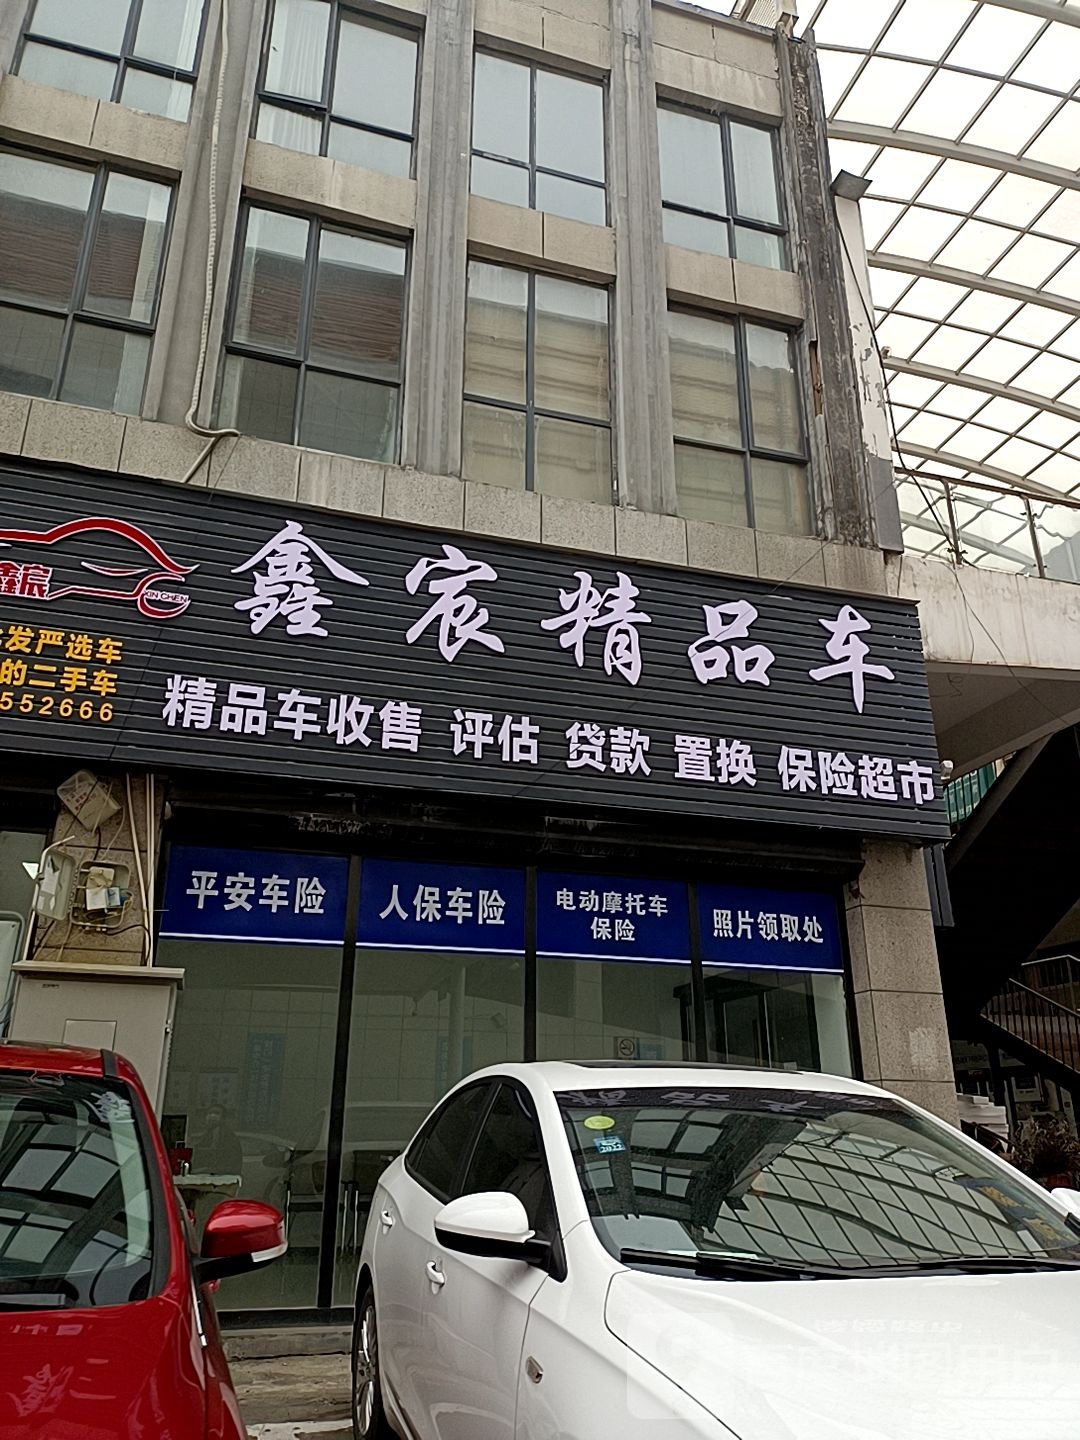 鑫宸
XIN CHEN
鑫宸精品车
发严选车
的二手车
552666
精品车收售 评估 贷款 置换 保险超市
平安车险
人保车险
电动摩托车
保险
照片领取处
2022